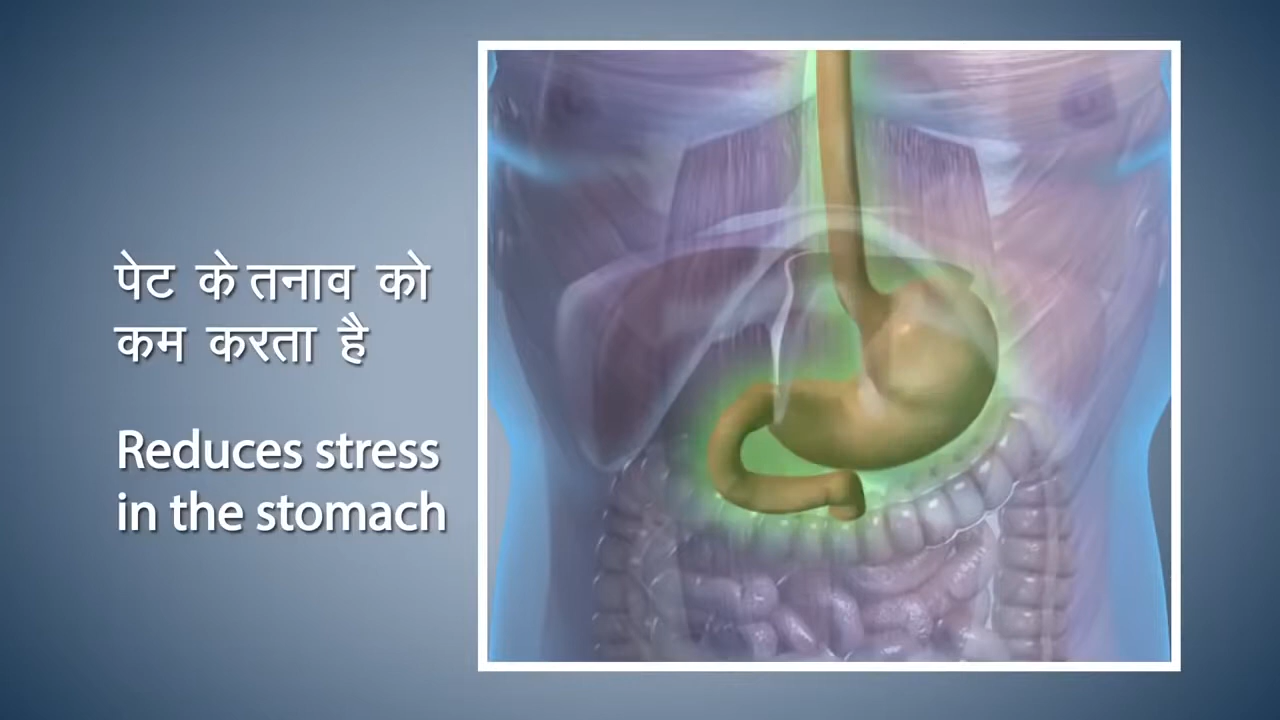 पेट के तनाव को
कम करता है
Reduces stress
in the stomach